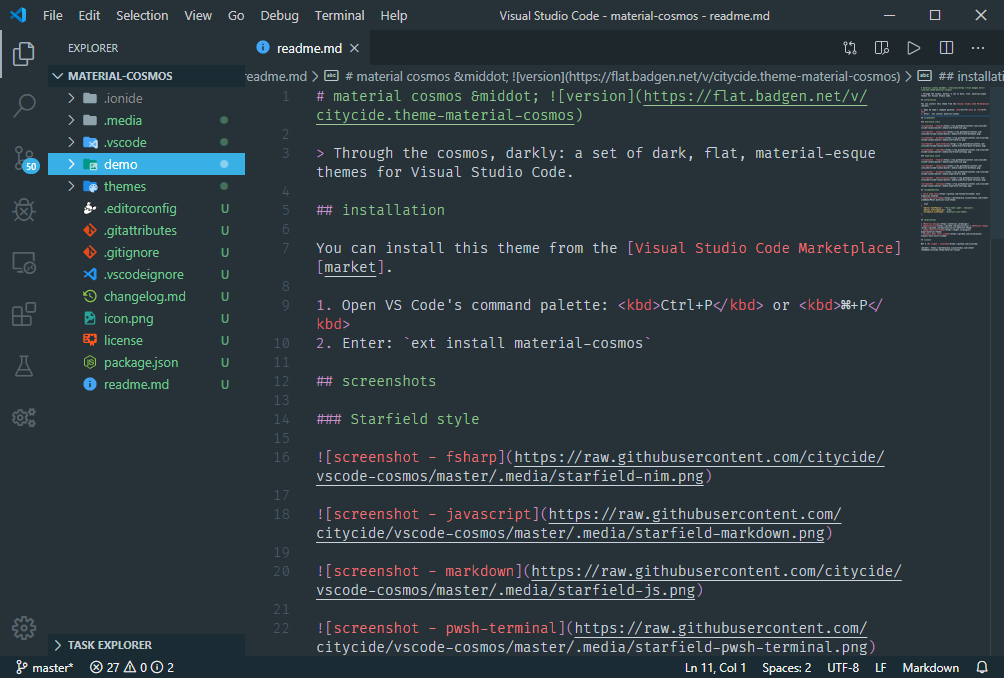 File Edit Selection View Go Debug Terminal Help Visual Studio Code - material-cosmos - readme.md
EXPLORER
readme.md
MATERIAL-COSMOS
readme.md > # material cosmos &middot; ![version](https://flat.badgen.net/v/citycide.theme-material-cosmos) > ## installati
.ionide
.media
.vscode
50
demo
themes
.editorconfig U
.gitattributes U
.gitignore U
.vscodeignore U
changelog.md U
icon.png U
license U
package.json U
readme.md U
TASK EXPLORER
1 # material cosmos &middot; ![version](https://flat.badgen.net/v/
citycide.theme-material-cosmos)
2
3 > Through the cosmos, darkly: a set of dark, flat, material-esque
themes for Visual Studio Code.
4
5 ## installation
6
7 You can install this theme from the [Visual Studio Code Marketplace]
[market].
8
9 1. Open VS Code's command palette: <kbd>Ctrl+P</kbd> or <kbd>⌘+P</
kbd>
10 2. Enter: `ext install material-cosmos`
11
12 ## screenshots
13
14 ### Starfield style
15
16 ![screenshot - fsharp](https://raw.githubusercontent.com/citycide/
vscode-cosmos/master/.media/starfield-nim.png)
17
18 ![screenshot - javascript](https://raw.githubusercontent.com/
citycide/vscode-cosmos/master/.media/starfield-markdown.png)
19
20 ![screenshot - markdown](https://raw.githubusercontent.com/citycide/
vscode-cosmos/master/.media/starfield-js.png)
21
22 ![screenshot - pwsh-terminal](https://raw.githubusercontent.com/
citycide/vscode-cosmos/master/.media/starfield-pwsh-terminal.png)
master* 27 0 2 Ln 11, Col 1 Spaces: 2 UTF-8 LF Markdown